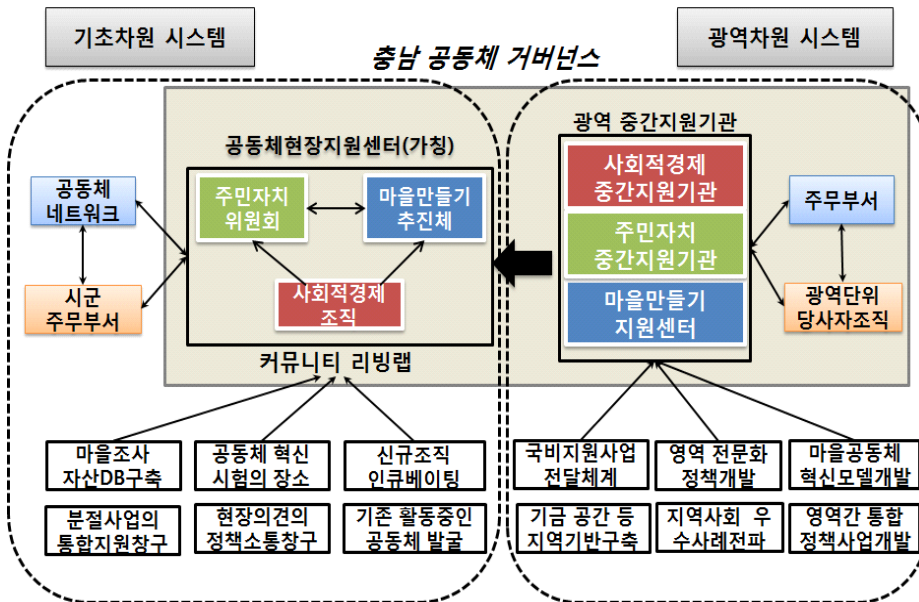 기초차원 시스템
광역차원 시스템
충남 공동체 거버넌스
공동체현장지원센터(가칭)
주민자치
위원회
마을만들기
추진체
사회적경제
조직
커뮤니티 리빙랩
공동체
네트워크
시군
주무부서
광역 중간지원기관
사회적경제
중간지원기관
주민자치
중간지원기관
마을만들기
지원센터
주무부서
광역단위
당사자조직
마을조사
자산DB구축
공동체 혁신
시험의 장소
신규조직
인큐베이팅
분절사업의
통합지원창구
현장의견의
정책소통창구
기존 활동중인
공동체 발굴
국비지원사업
전달체계
영역 전문화
정책개발
마을공동체
혁신모델개발
기금 공간 등
지역기반구축
지역사회 우
수사례전파
영역간 통합
정책사업개발